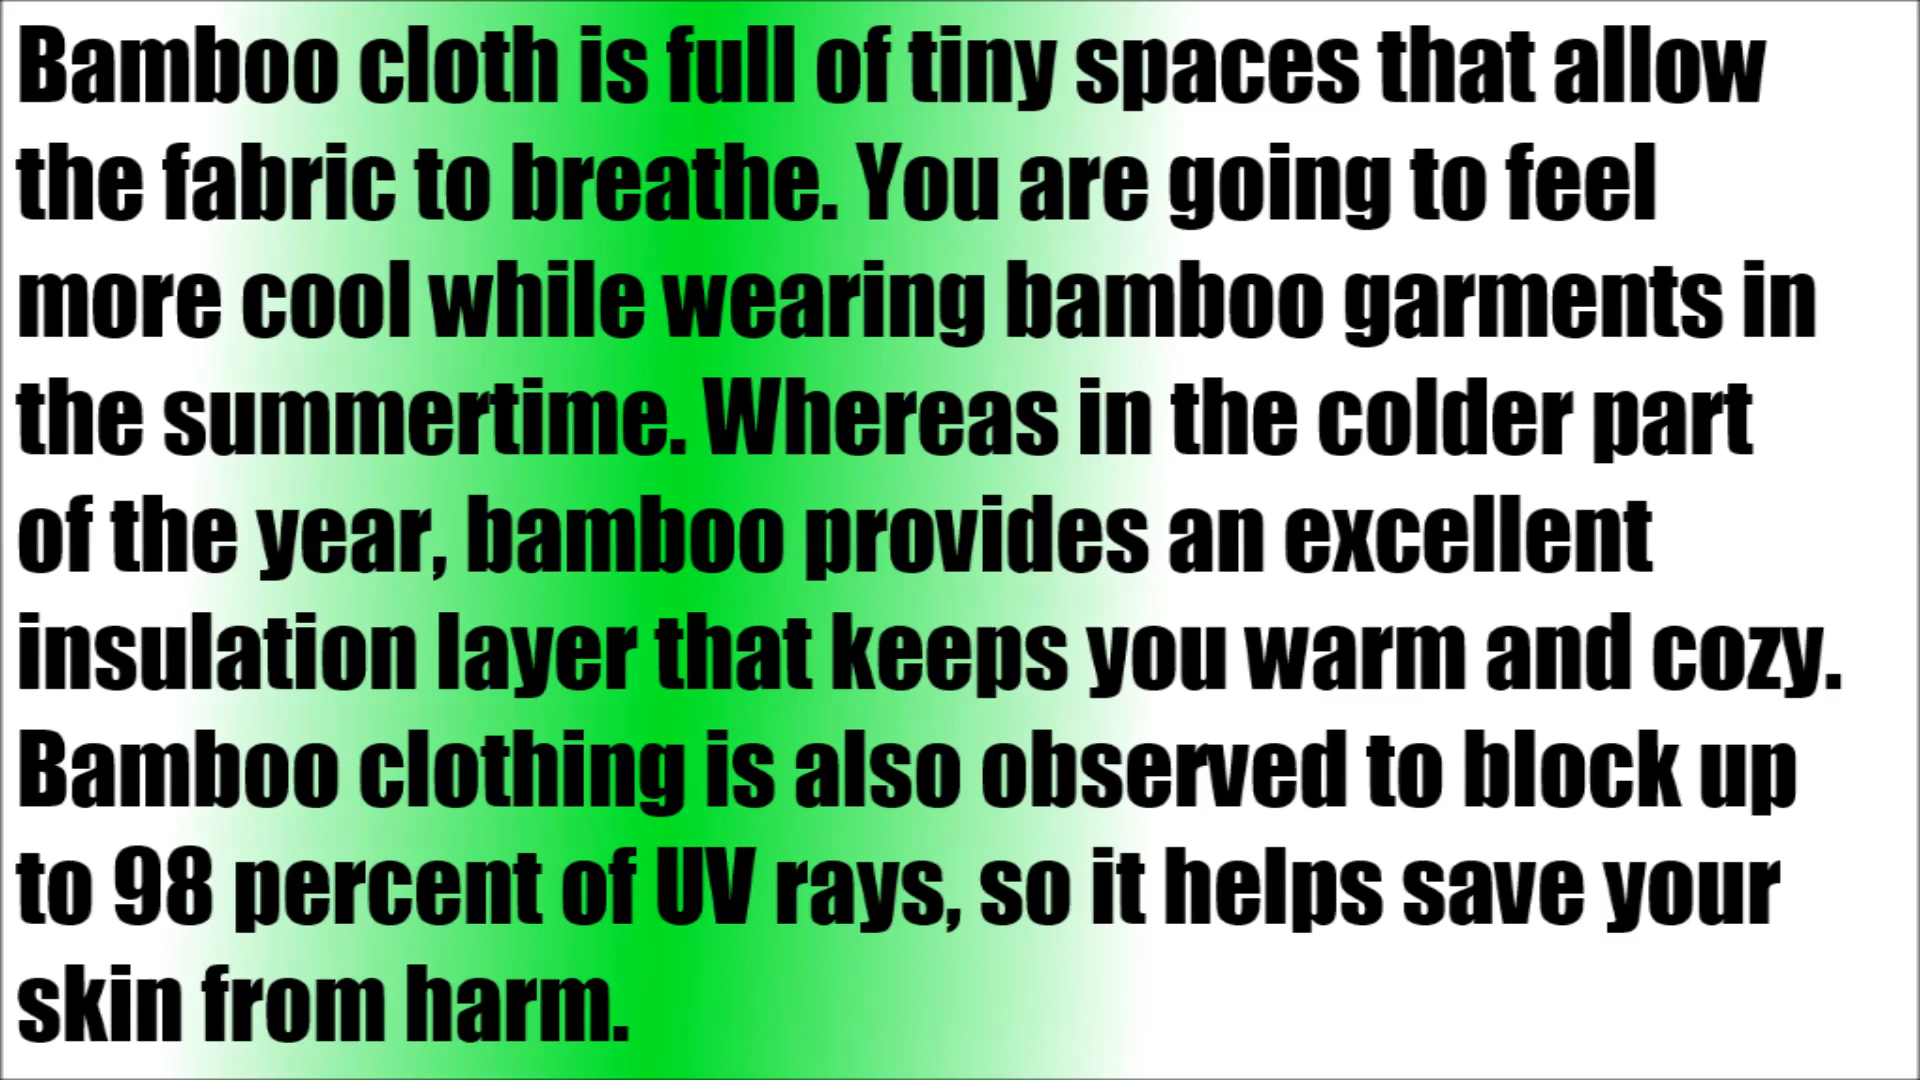 Bamboo cloth is full of tiny spaces that allow
the fabric to breathe. You are going to feel
more cool while wearing bamboo garments in
the summertime. Whereas in the colder part
of the year, bamboo provides an excellent
insulation layer that keeps you warm and cozy.
Bamboo clothing is also observed to block up
to 98 percent of UV rays, so it helps save your
skin from harm.